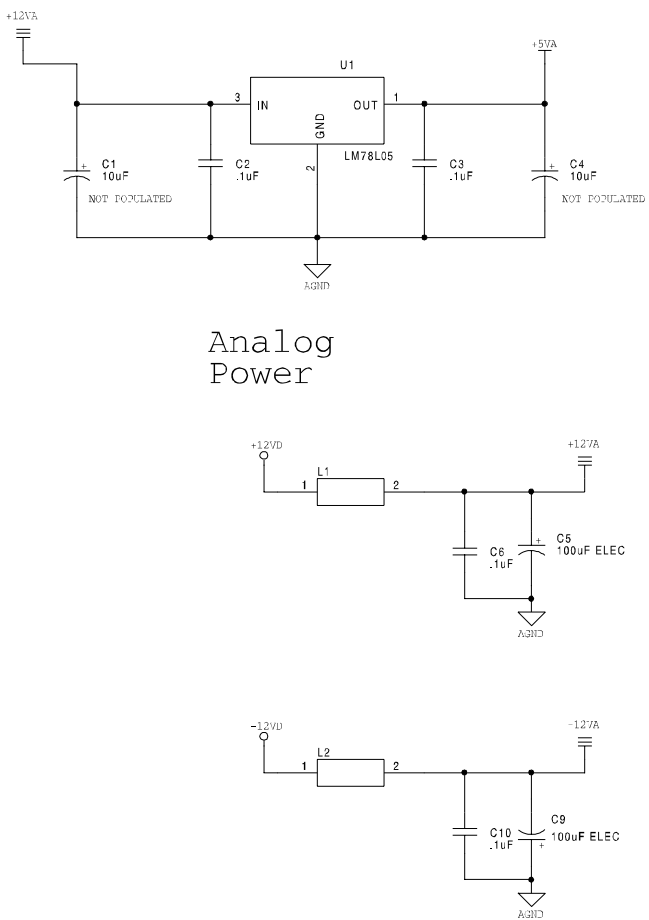 +12VA
+5VA
U1
3
IN
OUT
1
GND
2
LM78L05
C1
10uF
NOT POPULATED
C2
.1uF
C3
.1uF
C4
10uF
NOT POPULATED
AGND
Analog
Power
+12VD
+12VA
L1
1
2
C6
.1uF
+
C5
100uF ELEC
AGND
-12VD
-12VA
L2
1
2
C10
.1uF
C9
100uF ELEC
+
AGND